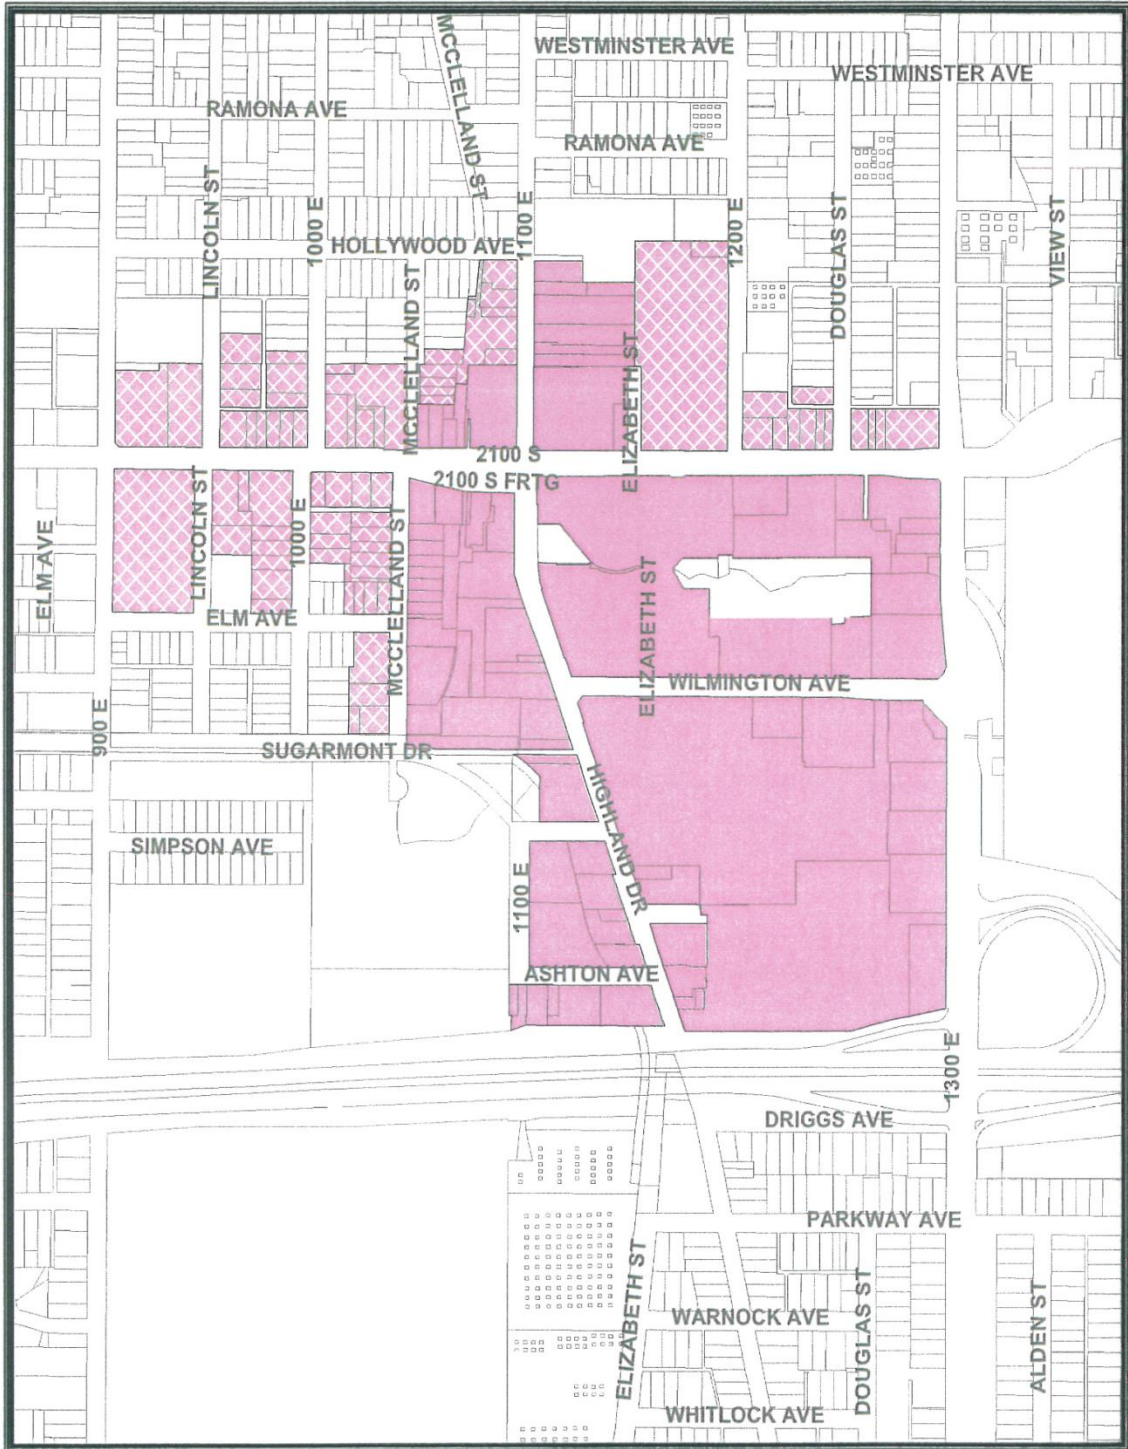 MCCLELLAND ST
WESTMINSTER AVE
WESTMINSTER AVE
RAMONA AVE
RAMONA AVE
LINCOLN ST
1000 E
1100 E
1200 E
DOUGLAS ST
VIEW ST
HOLLYWOOD AVE
MCCLELLAND ST
ELIZABETH ST
2100 S
2100 S FRTG
ELM AVE
LINCOLN ST
1000 E
MCCLELLAND ST
ELIZABETH ST
ELM AVE
WILMINGTON AVE
900 E
SUGARMONT DR
HIGHLAND DR
SIMPSON AVE
1100 E
ASHTON AVE
1300 E
DRIGGS AVE
PARKWAY AVE
ELIZABETH ST
WARNOCK AVE
DOUGLAS ST
ALDEN ST
WHITLOCK AVE